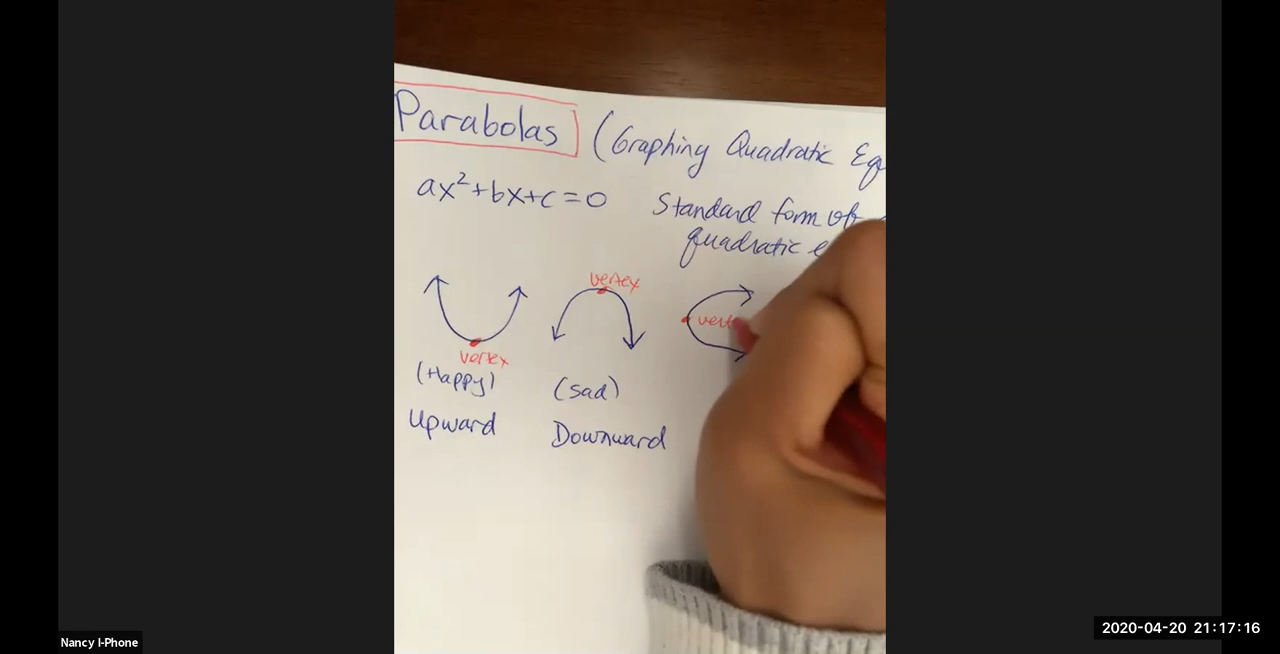 Parabolas (Graphing Quadratic
ax²+bx+c=0 Standard form of
quadratic
vertex
vertex
vertex
(Happy) (sad)
Upward Downward
Nancy I-Phone
2020-04-20 21:17:16